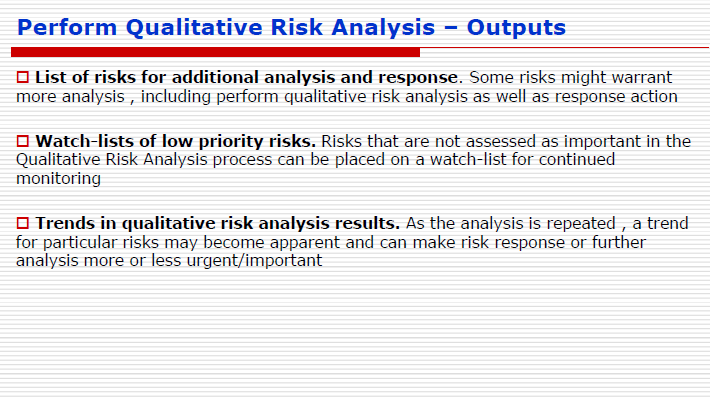 Perform Qualitative Risk Analysis – Outputs
List of risks for additional analysis and response. Some risks might warrant
more analysis , including perform qualitative risk analysis as well as response action
Watch-lists of low priority risks. Risks that are not assessed as important in the
Qualitative Risk Analysis process can be placed on a watch-list for continued
monitoring
Trends in qualitative risk analysis results. As the analysis is repeated , a trend
for particular risks may become apparent and can make risk response or further
analysis more or less urgent/important